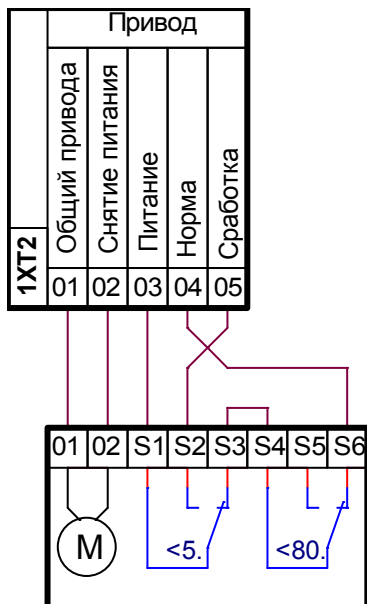 Привод
1XT2
Общий привода
Снятие питания
Питание
Норма
Сработка
01 02 03 04 05
01 02 S1 S2 S3 S4 S5 S6
M <5. <80.